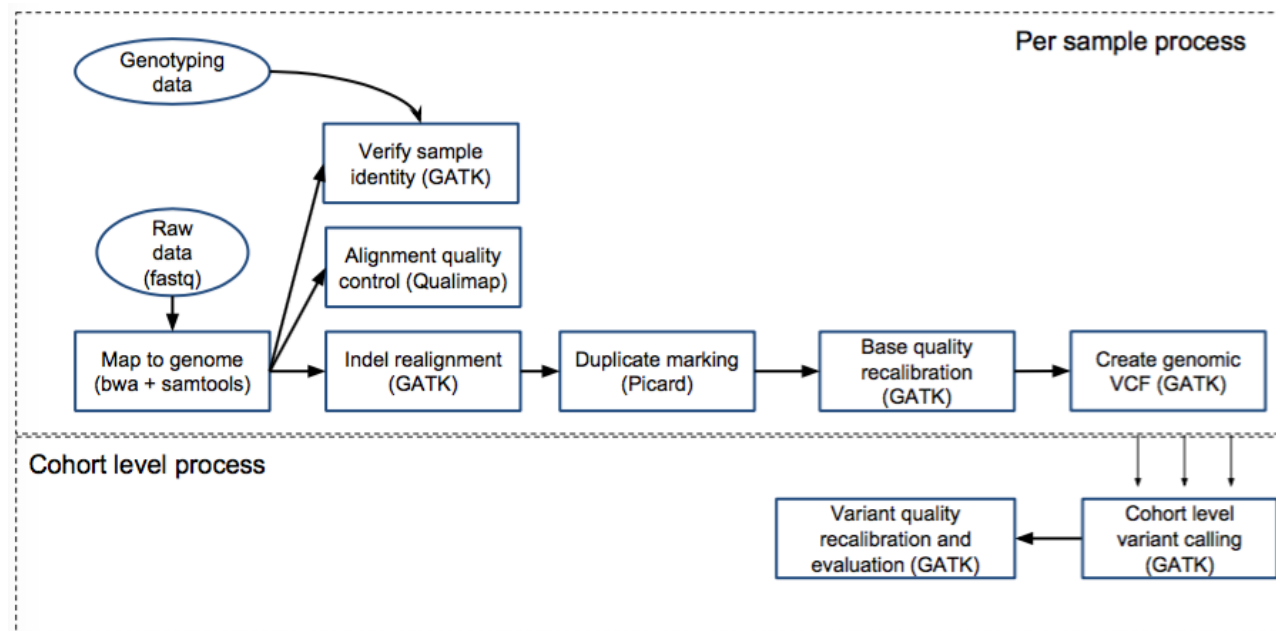 Per sample process
Genotyping
data
Verify sample
identity (GATK)
Raw
data
(fastq)
Alignment quality
control (Qualimap)
Map to genome
(bwa + samtools)
Indel realignment
(GATK)
Duplicate marking
(Picard)
Base quality
recalibration
(GATK)
Create genomic
VCF (GATK)
Cohort level process
Variant quality
recalibration and
evaluation (GATK)
Cohort level
variant calling
(GATK)